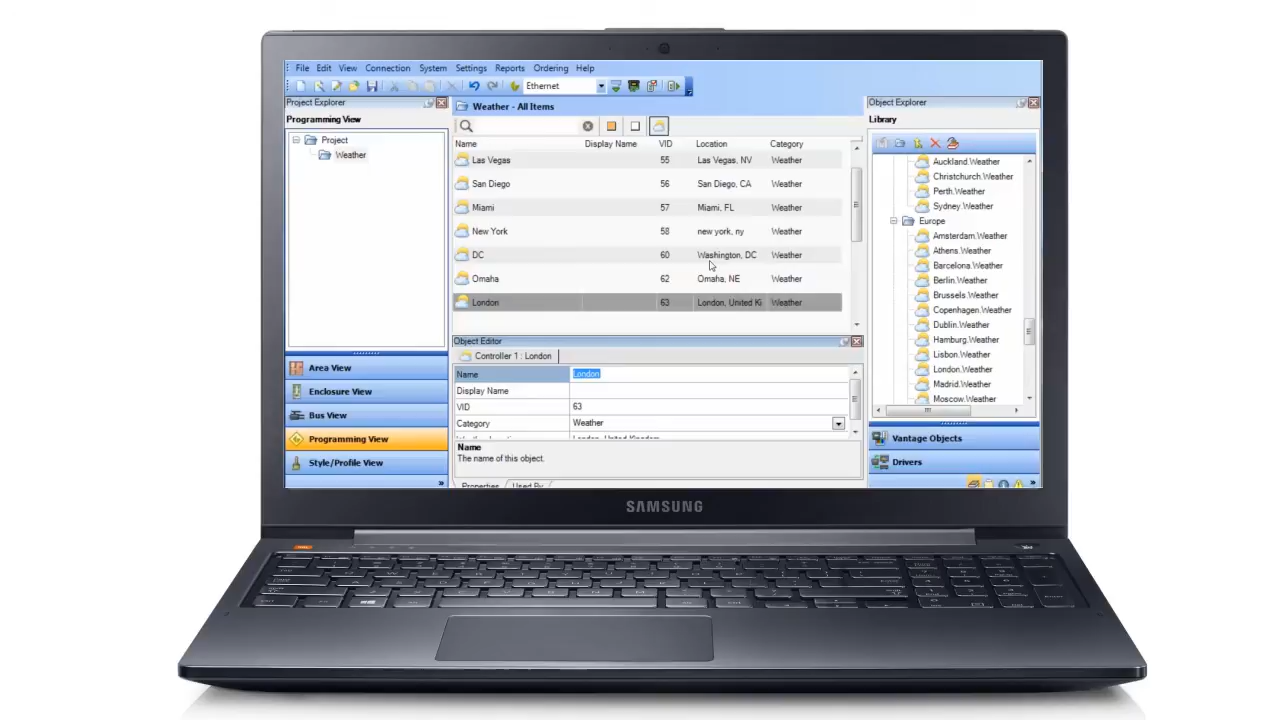 File Edit View Connection System Settings Reports Ordering Help
Ethernet
Project Explorer
Programming View
Project
Weather
Area View
Enclosure View
Bus View
Programming View
Style/Profile View
Weather - All Items
Name Display Name VID Location Category
Las Vegas 55 Las Vegas, NV Weather
San Diego 56 San Diego, CA Weather
Miami 57 Miami, FL Weather
New York 58 new york, ny Weather
DC 60 Washington, DC Weather
Omaha 62 Omaha, NE Weather
London 63 London, United Ki Weather
Object Editor
Controller 1 : London
Name London
Display Name
VID 63
Category Weather
London, United Kingdom
Name
The name of this object.
Properties Used By
Object Explorer
Library
Auckland.Weather
Christchurch.Weather
Perth.Weather
Sydney.Weather
Europe
Amsterdam.Weather
Athens.Weather
Barcelona.Weather
Berlin.Weather
Brussels.Weather
Copenhagen.Weather
Dublin.Weather
Hamburg.Weather
Lisbon.Weather
London.Weather
Madrid.Weather
Moscow.Weather
Vantage Objects
Drivers
SAMSUNG